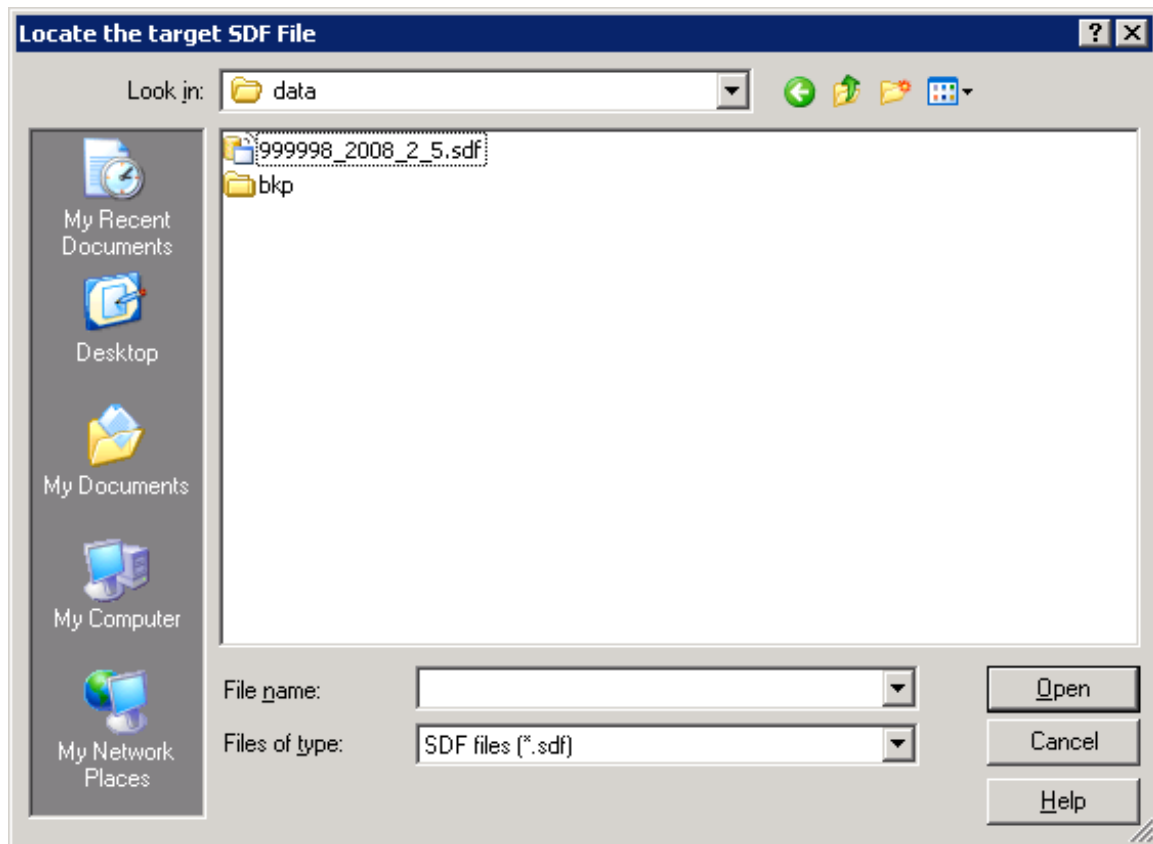 Locate the target SDF File
Look in:
data
999998_2008_2_5.sdf
bkp
My Recent
Documents
Desktop
My Documents
My Computer
My Network
Places
File name:
Open
Files of type:
SDF files (*.sdf)
Cancel
Help